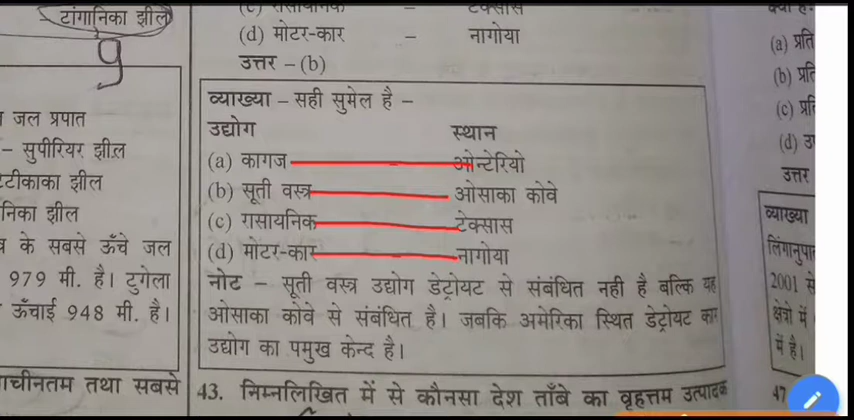 टांगानिका झील
g
जल प्रपात
– सुपीरियर झील
टीकाका झील
निका झील
के सबसे ऊँचे जल
979 मी. है। टुगेला
ऊँचाई 948 मी. है।
ाचीनतम तथा सबसे
(c) रासायनिक – टेक्सास
(d) मोटर-कार – नागोया
उत्तर – (b)
व्याख्या – सही सुमेल है –
उद्योग स्थान
(a) कागज ओन्टेरियो
(b) सूती वस्त्र ओसाका कोवे
(c) रासायनिक टेक्सास
(d) मोटर-कार नागोया
नोट – सूती वस्त्र उद्योग डेट्रोयट से संबंधित नही है बल्कि यह
ओसाका कोवे से संबंधित है। जबकि अमेरिका स्थित डेट्रोयट कार
उद्योग का पमुख केन्द है।
43. निम्नलिखित में से कौनसा देश ताँबे का वृहत्तम उत्पादक
(a) प्रति
(b) प्रति
(c) प्रति
(d) उ
उत्तर
व्याख्या
लिंगानुपात
2001 से
क्षेत्रो में
में है।
47